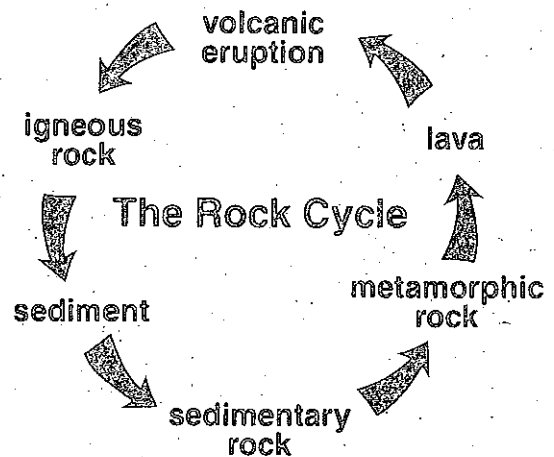 volcanic
eruption
igneous
rock
lava
The Rock Cycle
sediment
metamorphic
rock
sedimentary
rock